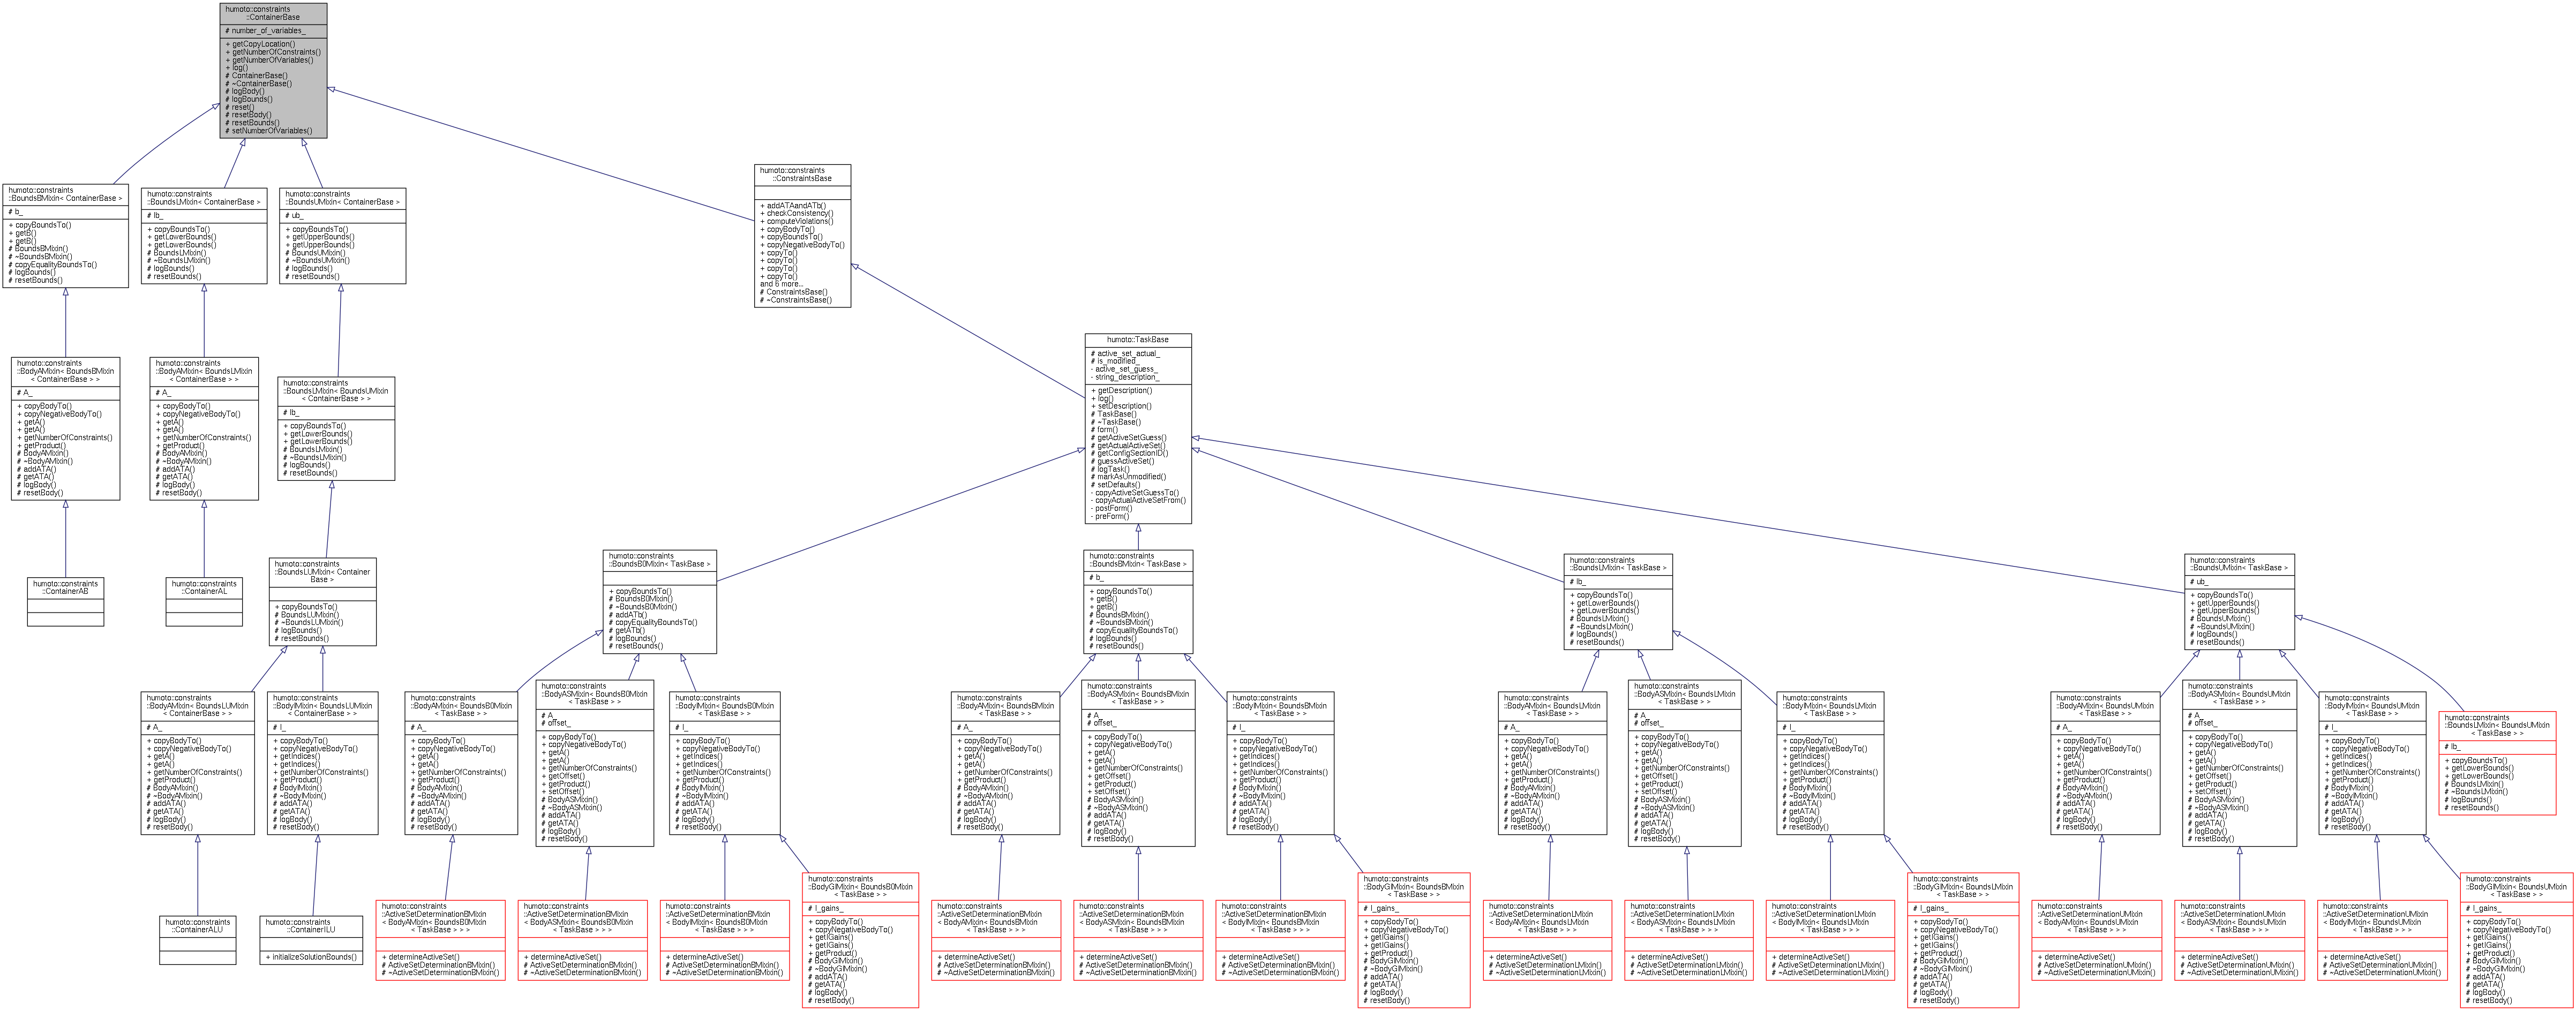 humoto::constraints
::ContainerBase
# number_of_variables_
+ getCopyLocation()
+ getNumberOfConstraints()
+ getNumberOfVariables()
+ log()
# ContainerBase()
# ~ContainerBase()
# logBody()
# logBounds()
# reset()
# resetBody()
# resetBounds()
# setNumberOfVariables()
humoto::constraints
::BoundsBMixin< ContainerBase >
# b_
+ copyBoundsTo()
+ getB()
+ getB()
# BoundsBMixin()
# ~BoundsBMixin()
# copyEqualityBoundsTo()
# logBounds()
# resetBounds()
humoto::constraints
::BoundsLMixin< ContainerBase >
# lb_
+ copyBoundsTo()
+ getLowerBounds()
+ getLowerBounds()
# BoundsLMixin()
# ~BoundsLMixin()
# logBounds()
# resetBounds()
humoto::constraints
::BoundsUMixin< ContainerBase >
# ub_
+ copyBoundsTo()
+ getUpperBounds()
+ getUpperBounds()
# BoundsUMixin()
# ~BoundsUMixin()
# logBounds()
# resetBounds()
humoto::constraints
::ConstraintsBase
+ addATAandATb()
+ checkConsistency()
+ computeViolations()
+ copyBodyTo()
+ copyBoundsTo()
+ copyNegativeBodyTo()
+ copyTo()
+ copyTo()
+ copyTo()
+ copyTo()
and 6 more...
# ConstraintsBase()
# ~ConstraintsBase()
humoto::TaskBase
# active_set_actual_
# is_modified_
- active_set_guess_
- string_description_
+ getDescription()
+ log()
+ setDescription()
# TaskBase()
# ~TaskBase()
# form()
# getActiveSetGuess()
# getActualActiveSet()
# getConfigSectionID()
# guessActiveSet()
# logTask()
# markAsUnmodified()
# setDefaults()
- copyActiveSetGuessTo()
- copyActualActiveSetFrom()
- postForm()
- preForm()
humoto::constraints
::BodyAMixin< BoundsBMixin
< ContainerBase > >
# A_
+ copyBodyTo()
+ copyNegativeBodyTo()
+ getA()
+ getA()
+ getNumberOfConstraints()
+ getProduct()
# BodyAMixin()
# ~BodyAMixin()
# addATA()
# getATA()
# logBody()
# resetBody()
humoto::constraints
::BodyAMixin< BoundsLMixin
< ContainerBase > >
# A_
+ copyBodyTo()
+ copyNegativeBodyTo()
+ getA()
+ getA()
+ getNumberOfConstraints()
+ getProduct()
# BodyAMixin()
# ~BodyAMixin()
# addATA()
# getATA()
# logBody()
# resetBody()
humoto::constraints
::BoundsLMixin< BoundsUMixin
< ContainerBase > >
# lb_
+ copyBoundsTo()
+ getLowerBounds()
+ getLowerBounds()
# BoundsLMixin()
# ~BoundsLMixin()
# logBounds()
# resetBounds()
humoto::constraints
::ContainerAB
humoto::constraints
::ContainerAL
humoto::constraints
::BoundsLUMixin< Container
Base >
+ copyBoundsTo()
# BoundsLUMixin()
# ~BoundsLUMixin()
# logBounds()
# resetBounds()
humoto::constraints
::BoundsB0Mixin< TaskBase >
+ copyBoundsTo()
# BoundsB0Mixin()
# ~BoundsB0Mixin()
# addATb()
# copyEqualityBoundsTo()
# getATb()
# logBounds()
# resetBounds()
humoto::constraints
::BoundsBMixin< TaskBase >
# b_
+ copyBoundsTo()
+ getB()
+ getB()
# BoundsBMixin()
# ~BoundsBMixin()
# copyEqualityBoundsTo()
# logBounds()
# resetBounds()
humoto::constraints
::BoundsLMixin< TaskBase >
# lb_
+ copyBoundsTo()
+ getLowerBounds()
+ getLowerBounds()
# BoundsLMixin()
# ~BoundsLMixin()
# logBounds()
# resetBounds()
humoto::constraints
::BoundsUMixin< TaskBase >
# ub_
+ copyBoundsTo()
+ getUpperBounds()
+ getUpperBounds()
# BoundsUMixin()
# ~BoundsUMixin()
# logBounds()
# resetBounds()
humoto::constraints
::BodyAMixin< BoundsLUMixin
< ContainerBase > >
# A_
+ copyBodyTo()
+ copyNegativeBodyTo()
+ getA()
+ getA()
+ getNumberOfConstraints()
+ getProduct()
# BodyAMixin()
# ~BodyAMixin()
# addATA()
# getATA()
# logBody()
# resetBody()
humoto::constraints
::BodyIMixin< BoundsLUMixin
< ContainerBase > >
# I_
+ copyBodyTo()
+ copyNegativeBodyTo()
+ getIndices()
+ getIndices()
+ getNumberOfConstraints()
+ getProduct()
# BodyIMixin()
# ~BodyIMixin()
# addATA()
# getATA()
# logBody()
# resetBody()
humoto::constraints
::BodyAMixin< BoundsB0Mixin
< TaskBase > >
# A_
+ copyBodyTo()
+ copyNegativeBodyTo()
+ getA()
+ getA()
+ getNumberOfConstraints()
+ getProduct()
# BodyAMixin()
# ~BodyAMixin()
# addATA()
# getATA()
# logBody()
# resetBody()
humoto::constraints
::BodyASMixin< BoundsB0Mixin
< TaskBase > >
# A_
# offset_
+ copyBodyTo()
+ copyNegativeBodyTo()
+ getA()
+ getA()
+ getNumberOfConstraints()
+ getOffset()
+ getProduct()
+ setOffset()
# BodyASMixin()
# ~BodyASMixin()
# addATA()
# getATA()
# logBody()
# resetBody()
humoto::constraints
::BodyIMixin< BoundsB0Mixin
< TaskBase > >
# I_
+ copyBodyTo()
+ copyNegativeBodyTo()
+ getIndices()
+ getIndices()
+ getNumberOfConstraints()
+ getProduct()
# BodyIMixin()
# ~BodyIMixin()
# addATA()
# getATA()
# logBody()
# resetBody()
humoto::constraints
::BodyAMixin< BoundsBMixin
< TaskBase > >
# A_
+ copyBodyTo()
+ copyNegativeBodyTo()
+ getA()
+ getA()
+ getNumberOfConstraints()
+ getProduct()
# BodyAMixin()
# ~BodyAMixin()
# addATA()
# getATA()
# logBody()
# resetBody()
humoto::constraints
::BodyASMixin< BoundsBMixin
< TaskBase > >
# A_
# offset_
+ copyBodyTo()
+ copyNegativeBodyTo()
+ getA()
+ getA()
+ getNumberOfConstraints()
+ getOffset()
+ getProduct()
+ setOffset()
# BodyASMixin()
# ~BodyASMixin()
# addATA()
# getATA()
# logBody()
# resetBody()
humoto::constraints
::BodyIMixin< BoundsBMixin
< TaskBase > >
# I_
+ copyBodyTo()
+ copyNegativeBodyTo()
+ getIndices()
+ getIndices()
+ getNumberOfConstraints()
+ getProduct()
# BodyIMixin()
# ~BodyIMixin()
# addATA()
# getATA()
# logBody()
# resetBody()
humoto::constraints
::BodyAMixin< BoundsLMixin
< TaskBase > >
# A_
+ copyBodyTo()
+ copyNegativeBodyTo()
+ getA()
+ getA()
+ getNumberOfConstraints()
+ getProduct()
# BodyAMixin()
# ~BodyAMixin()
# addATA()
# getATA()
# logBody()
# resetBody()
humoto::constraints
::BodyASMixin< BoundsLMixin
< TaskBase > >
# A_
# offset_
+ copyBodyTo()
+ copyNegativeBodyTo()
+ getA()
+ getA()
+ getNumberOfConstraints()
+ getOffset()
+ getProduct()
+ setOffset()
# BodyASMixin()
# ~BodyASMixin()
# addATA()
# getATA()
# logBody()
# resetBody()
humoto::constraints
::BodyIMixin< BoundsLMixin
< TaskBase > >
# I_
+ copyBodyTo()
+ copyNegativeBodyTo()
+ getIndices()
+ getIndices()
+ getNumberOfConstraints()
+ getProduct()
# BodyIMixin()
# ~BodyIMixin()
# addATA()
# getATA()
# logBody()
# resetBody()
humoto::constraints
::BodyAMixin< BoundsUMixin
< TaskBase > >
# A_
+ copyBodyTo()
+ copyNegativeBodyTo()
+ getA()
+ getA()
+ getNumberOfConstraints()
+ getProduct()
# BodyAMixin()
# ~BodyAMixin()
# addATA()
# getATA()
# logBody()
# resetBody()
humoto::constraints
::BodyASMixin< BoundsUMixin
< TaskBase > >
# A_
# offset_
+ copyBodyTo()
+ copyNegativeBodyTo()
+ getA()
+ getA()
+ getNumberOfConstraints()
+ getOffset()
+ getProduct()
+ setOffset()
# BodyASMixin()
# ~BodyASMixin()
# addATA()
# getATA()
# logBody()
# resetBody()
humoto::constraints
::BodyIMixin< BoundsUMixin
< TaskBase > >
# I_
+ copyBodyTo()
+ copyNegativeBodyTo()
+ getIndices()
+ getIndices()
+ getNumberOfConstraints()
+ getProduct()
# BodyIMixin()
# ~BodyIMixin()
# addATA()
# getATA()
# logBody()
# resetBody()
humoto::constraints
::BoundsLMixin< BoundsUMixin
< TaskBase > >
# lb_
+ copyBoundsTo()
+ getLowerBounds()
+ getLowerBounds()
# BoundsLMixin()
# ~BoundsLMixin()
# logBounds()
# resetBounds()
humoto::constraints
::ContainerALU
humoto::constraints
::ContainerILU
+ initializeSolutionBounds()
humoto::constraints
::ActiveSetDeterminationBMixin
< BodyAMixin< BoundsB0Mixin
< TaskBase > > >
+ determineActiveSet()
# ActiveSetDeterminationBMixin()
# ~ActiveSetDeterminationBMixin()
humoto::constraints
::ActiveSetDeterminationBMixin
< BodyASMixin< BoundsB0Mixin
< TaskBase > > >
+ determineActiveSet()
# ActiveSetDeterminationBMixin()
# ~ActiveSetDeterminationBMixin()
humoto::constraints
::ActiveSetDeterminationBMixin
< BodyIMixin< BoundsB0Mixin
< TaskBase > > >
+ determineActiveSet()
# ActiveSetDeterminationBMixin()
# ~ActiveSetDeterminationBMixin()
humoto::constraints
::BodyGIMixin< BoundsB0Mixin
< TaskBase > >
# I_gains_
+ copyBodyTo()
+ copyNegativeBodyTo()
+ getIGains()
+ getIGains()
+ getProduct()
# BodyGIMixin()
# ~BodyGIMixin()
# addATA()
# getATA()
# logBody()
# resetBody()
humoto::constraints
::ActiveSetDeterminationBMixin
< BodyAMixin< BoundsBMixin
< TaskBase > > >
+ determineActiveSet()
# ActiveSetDeterminationBMixin()
# ~ActiveSetDeterminationBMixin()
humoto::constraints
::ActiveSetDeterminationBMixin
< BodyASMixin< BoundsBMixin
< TaskBase > > >
+ determineActiveSet()
# ActiveSetDeterminationBMixin()
# ~ActiveSetDeterminationBMixin()
humoto::constraints
::ActiveSetDeterminationBMixin
< BodyIMixin< BoundsBMixin
< TaskBase > > >
+ determineActiveSet()
# ActiveSetDeterminationBMixin()
# ~ActiveSetDeterminationBMixin()
humoto::constraints
::BodyGIMixin< BoundsBMixin
< TaskBase > >
# I_gains_
+ copyBodyTo()
+ copyNegativeBodyTo()
+ getIGains()
+ getIGains()
+ getProduct()
# BodyGIMixin()
# ~BodyGIMixin()
# addATA()
# getATA()
# logBody()
# resetBody()
humoto::constraints
::ActiveSetDeterminationLMixin
< BodyAMixin< BoundsLMixin
< TaskBase > > >
+ determineActiveSet()
# ActiveSetDeterminationLMixin()
# ~ActiveSetDeterminationLMixin()
humoto::constraints
::ActiveSetDeterminationLMixin
< BodyASMixin< BoundsLMixin
< TaskBase > > >
+ determineActiveSet()
# ActiveSetDeterminationLMixin()
# ~ActiveSetDeterminationLMixin()
humoto::constraints
::ActiveSetDeterminationLMixin
< BodyIMixin< BoundsLMixin
< TaskBase > > >
+ determineActiveSet()
# ActiveSetDeterminationLMixin()
# ~ActiveSetDeterminationLMixin()
humoto::constraints
::BodyGIMixin< BoundsLMixin
< TaskBase > >
# I_gains_
+ copyBodyTo()
+ copyNegativeBodyTo()
+ getIGains()
+ getIGains()
+ getProduct()
# BodyGIMixin()
# ~BodyGIMixin()
# addATA()
# getATA()
# logBody()
# resetBody()
humoto::constraints
::ActiveSetDeterminationUMixin
< BodyAMixin< BoundsUMixin
< TaskBase > > >
+ determineActiveSet()
# ActiveSetDeterminationUMixin()
# ~ActiveSetDeterminationUMixin()
humoto::constraints
::ActiveSetDeterminationUMixin
< BodyASMixin< BoundsUMixin
< TaskBase > > >
+ determineActiveSet()
# ActiveSetDeterminationUMixin()
# ~ActiveSetDeterminationUMixin()
humoto::constraints
::ActiveSetDeterminationUMixin
< BodyIMixin< BoundsUMixin
< TaskBase > > >
+ determineActiveSet()
# ActiveSetDeterminationUMixin()
# ~ActiveSetDeterminationUMixin()
humoto::constraints
::BodyGIMixin< BoundsUMixin
< TaskBase > >
# I_gains_
+ copyBodyTo()
+ copyNegativeBodyTo()
+ getIGains()
+ getIGains()
+ getProduct()
# BodyGIMixin()
# ~BodyGIMixin()
# addATA()
# getATA()
# logBody()
# resetBody()